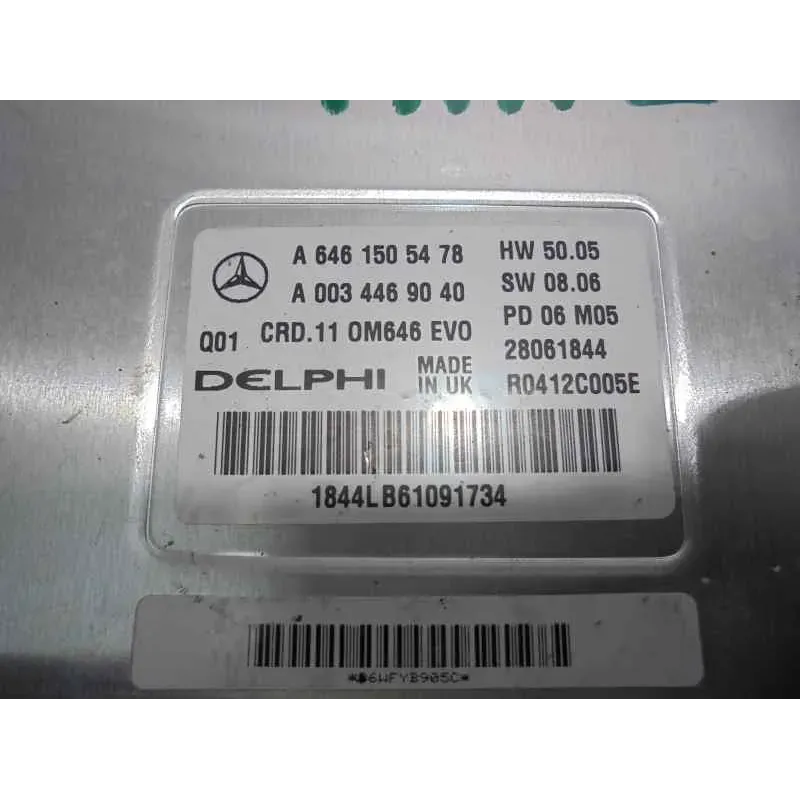 A 646 150 54 78 HW 50.05
A 003 446 90 40 SW 08.06
Q01 CRD.11 OM646 EVO PD 06 M05
DELPHI MADE IN UK 28061844
R0412C005E
1844LB61091734